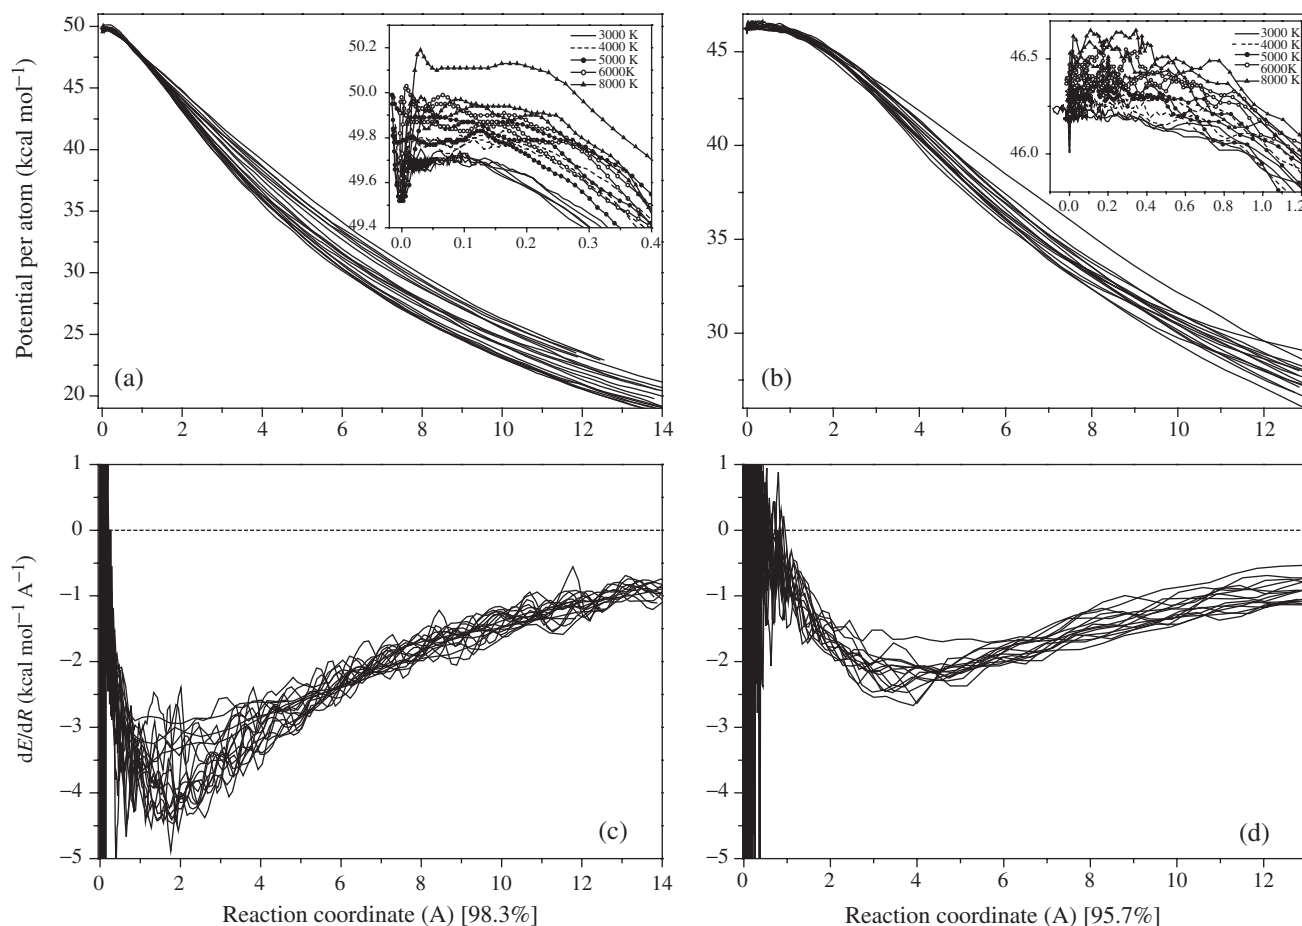 50
45
40
35
30
25
20
Potential per atom (kcal mol⁻¹)
50.2
50.0
49.8
49.6
49.4
3000 K
4000 K
5000 K
6000K
8000 K
0.0 0.1 0.2 0.3 0.4
(a)
0 2 4 6 8 10 12 14
45
40
35
30
46.5
46.0
3000 K
4000 K
5000 K
6000K
8000 K
0.0 0.2 0.4 0.6 0.8 1.0 1.2
(b)
0 2 4 6 8 10 12
1
0
−1
−2
−3
−4
−5
dE/dR (kcal mol⁻¹ A⁻¹)
(c)
0 2 4 6 8 10 12 14
Reaction coordinate (A) [98.3%]
1
0
−1
−2
−3
−4
−5
(d)
0 2 4 6 8 10 12
Reaction coordinate (A) [95.7%]